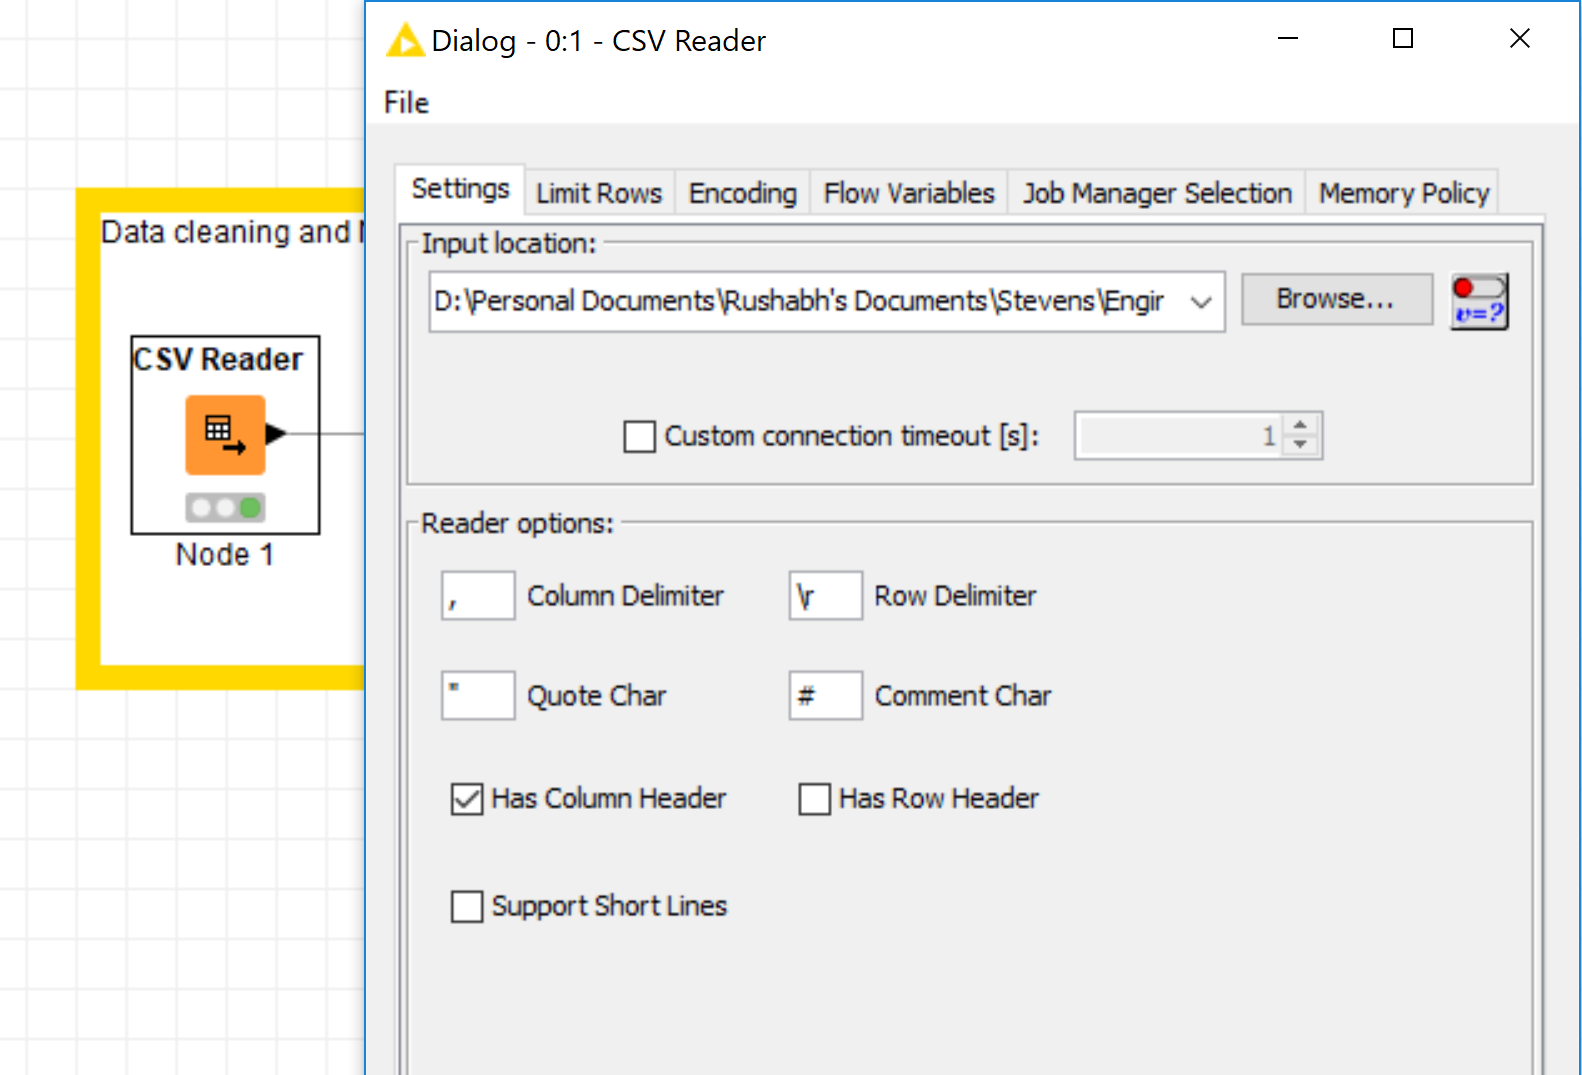 Dialog - 0:1 - CSV Reader
File
Settings
Limit Rows
Encoding
Flow Variables
Job Manager Selection
Memory Policy
Data cleaning and
Input location:
D:\Personal Documents\Rushabh's Documents\Stevens\Engir
Browse...
v=?
CSV Reader
Node 1
Custom connection timeout [s]:
1
Reader options:
, Column Delimiter
\r Row Delimiter
" Quote Char
# Comment Char
Has Column Header
Has Row Header
Support Short Lines